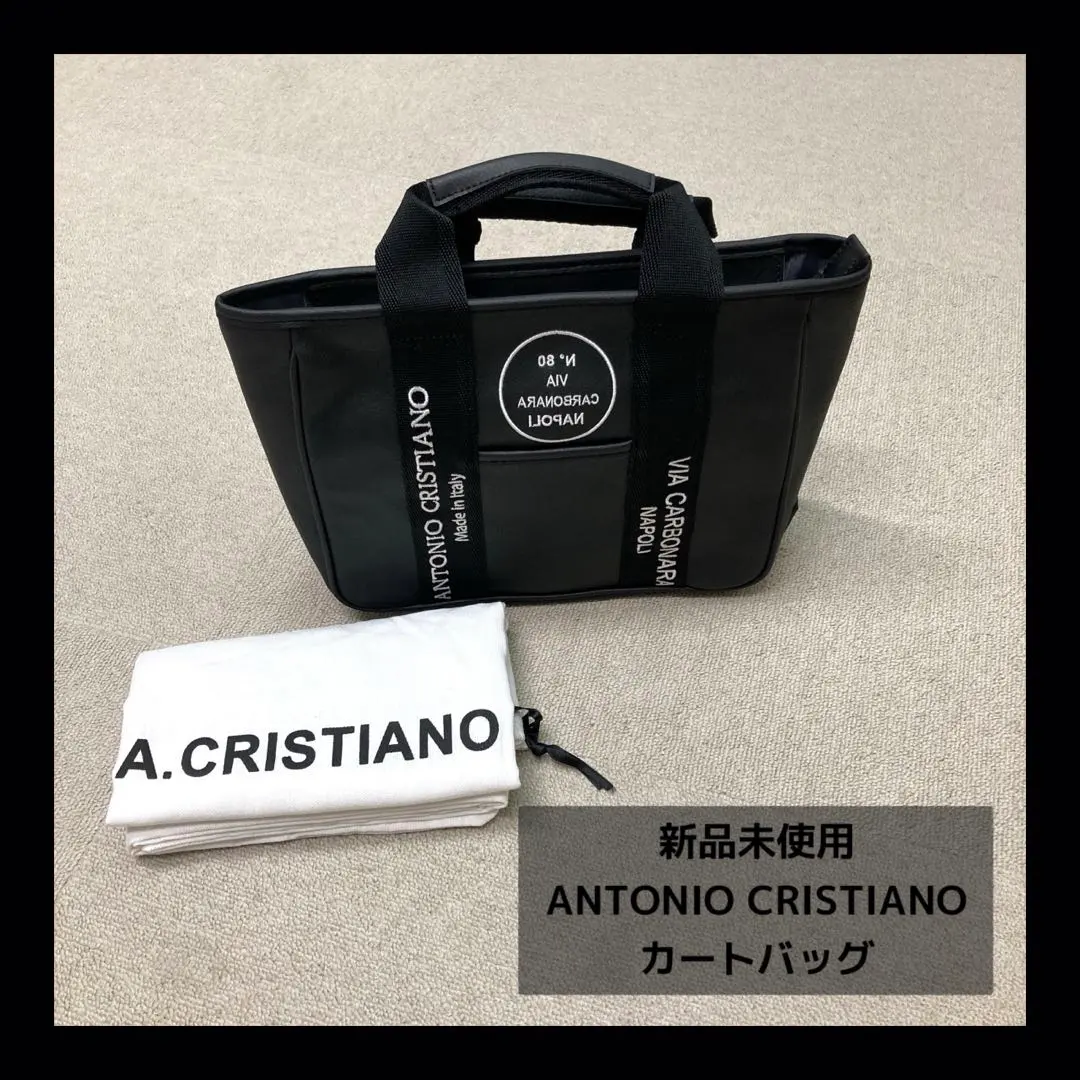 N° 80
VIA
CARBONARA
NAPOLI
ANTONIO CRISTIANO
Made in Italy
VIA CARBONARA
NAPOLI
A.CRISTIANO
新品未使用
ANTONIO CRISTIANO
カートバッグ